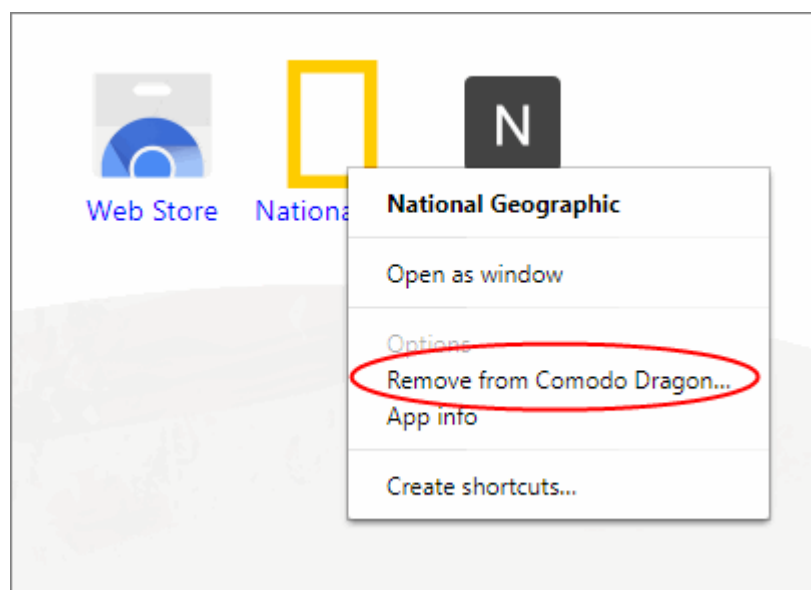 N
Web Store
Nationa
National Geographic
Open as window
Options
Remove from Comodo Dragon...
App info
Create shortcuts...